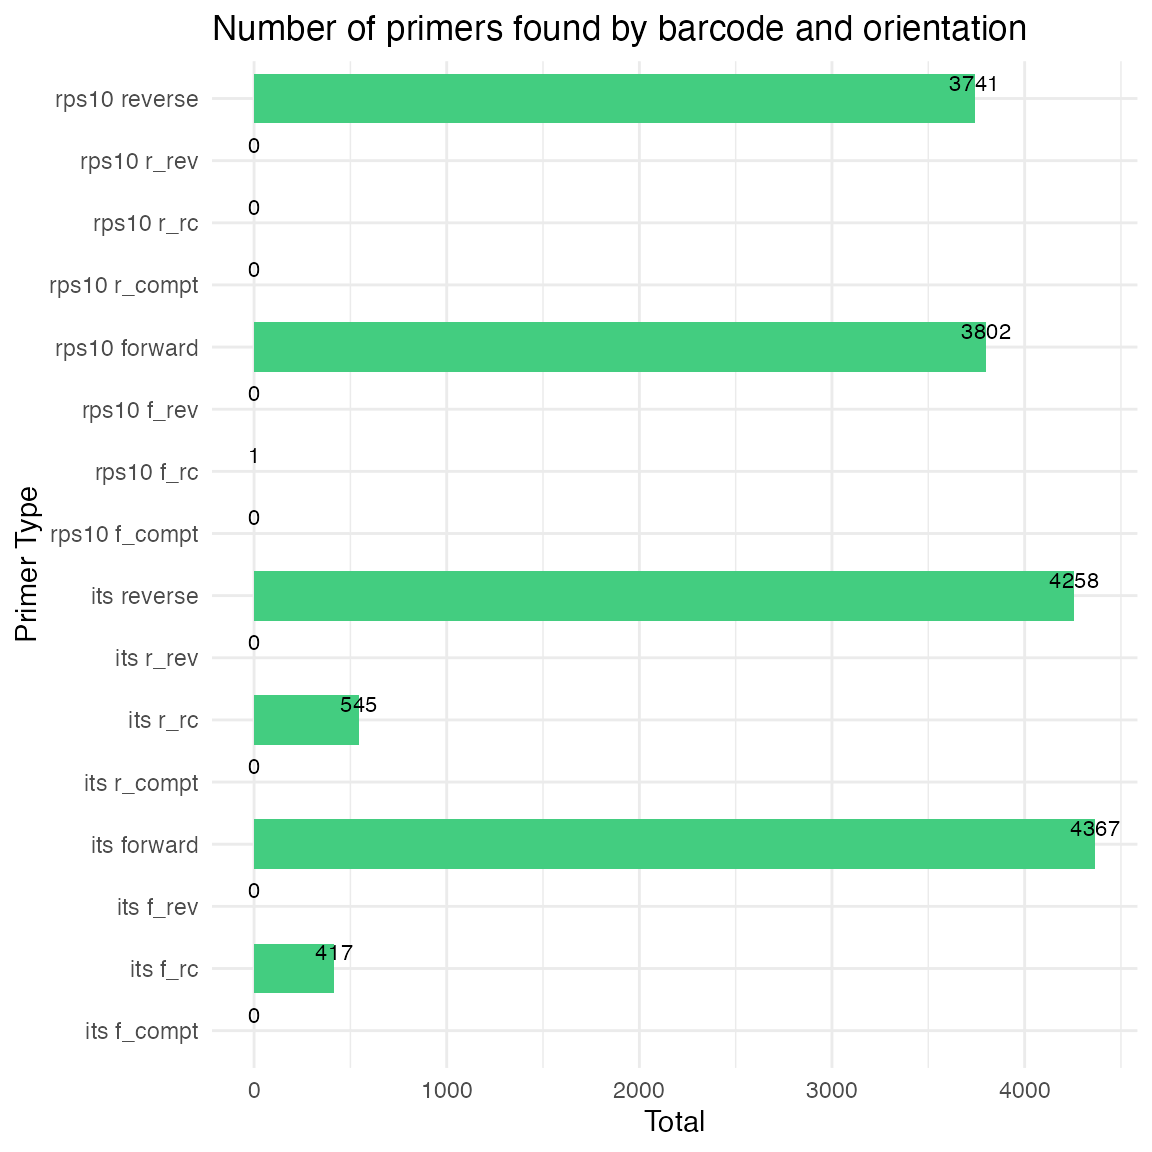 Number of primers found by barcode and orientation
rps10 reverse 3741
rps10 r_rev 0
rps10 r_rc 0
rps10 r_compt 0
rps10 forward 3802
rps10 f_rev 0
rps10 f_rc 1
rps10 f_compt 0
its reverse 4258
its r_rev 0
its r_rc 545
its r_compt 0
its forward 4367
its f_rev 0
its f_rc 417
its f_compt 0
Primer Type
0 1000 2000 3000 4000
Total